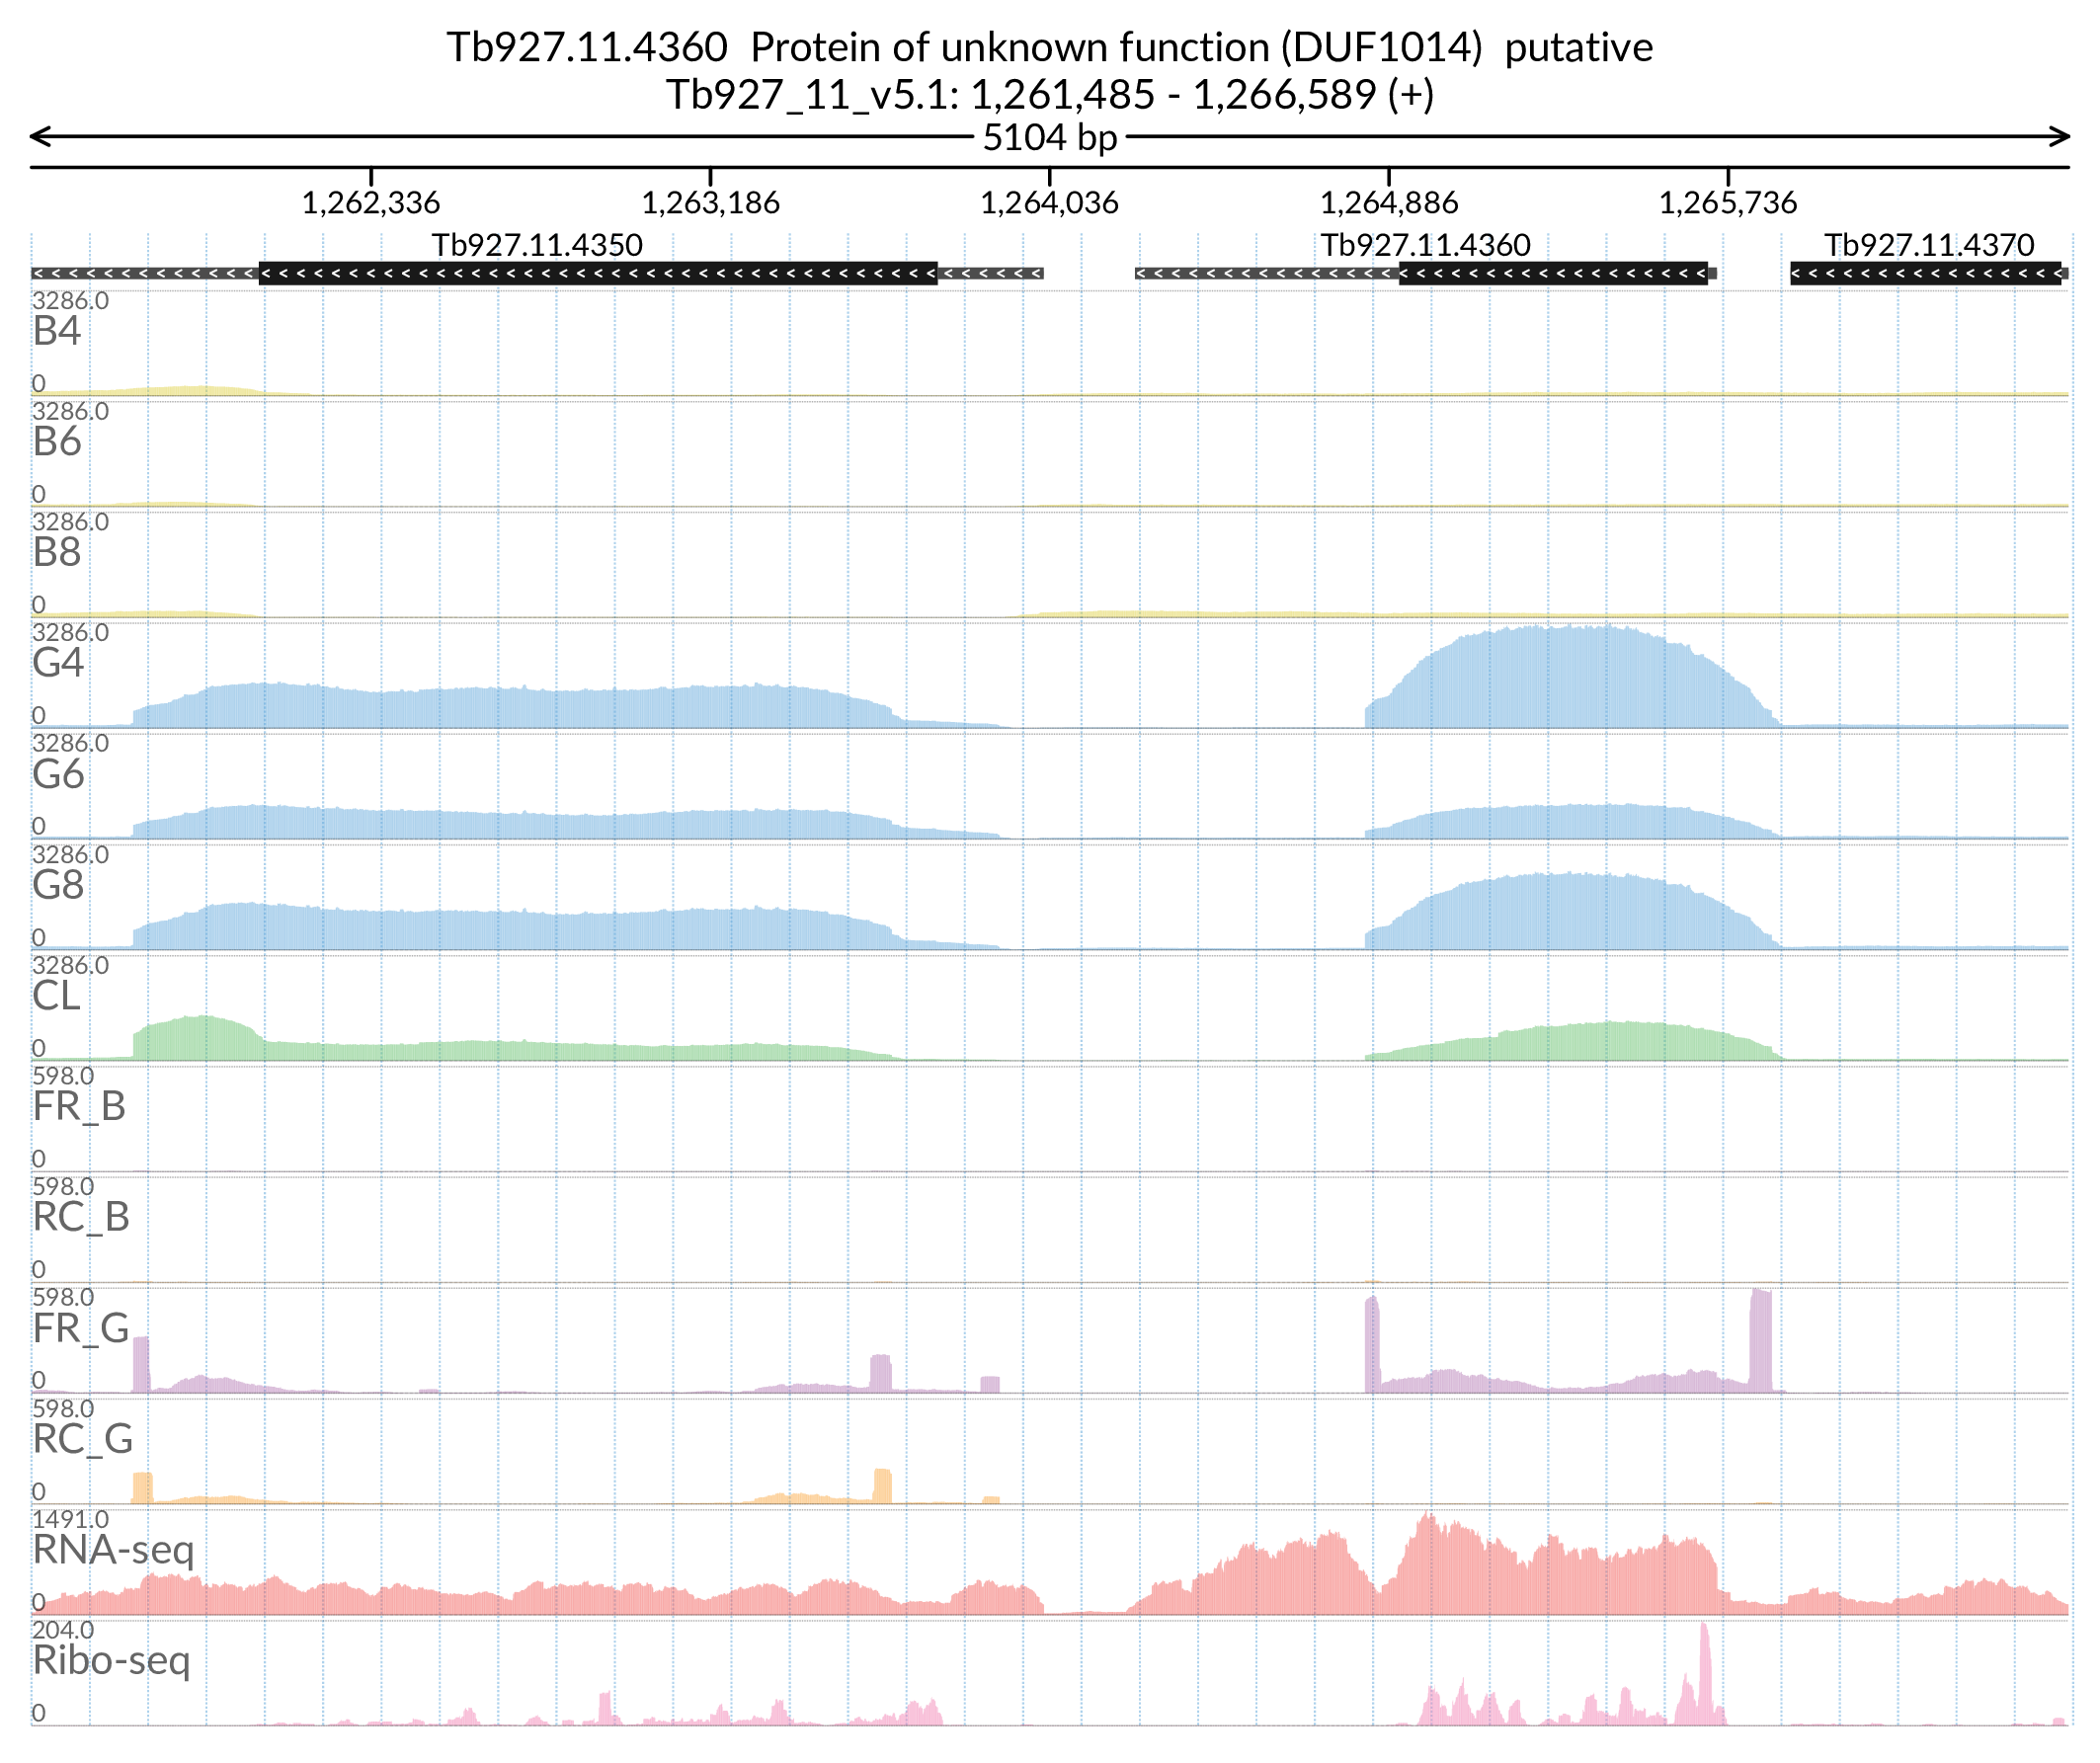 Tb927.11.4360  Protein of unknown function (DUF1014)  putative
Tb927_11_v5.1: 1,261,485 - 1,266,589 (+)
5104 bp
1,262,336 1,263,186 1,264,036 1,264,886 1,265,736
Tb927.11.4350 Tb927.11.4360 Tb927.11.4370
3286.0
B4
0
3286.0
B6
0
3286.0
B8
0
3286.0
G4
0
3286.0
G6
0
3286.0
G8
0
3286.0
CL
0
598.0
FR_B
0
598.0
RC_B
0
598.0
FR_G
0
598.0
RC_G
0
1491.0
RNA-seq
0
204.0
Ribo-seq
0